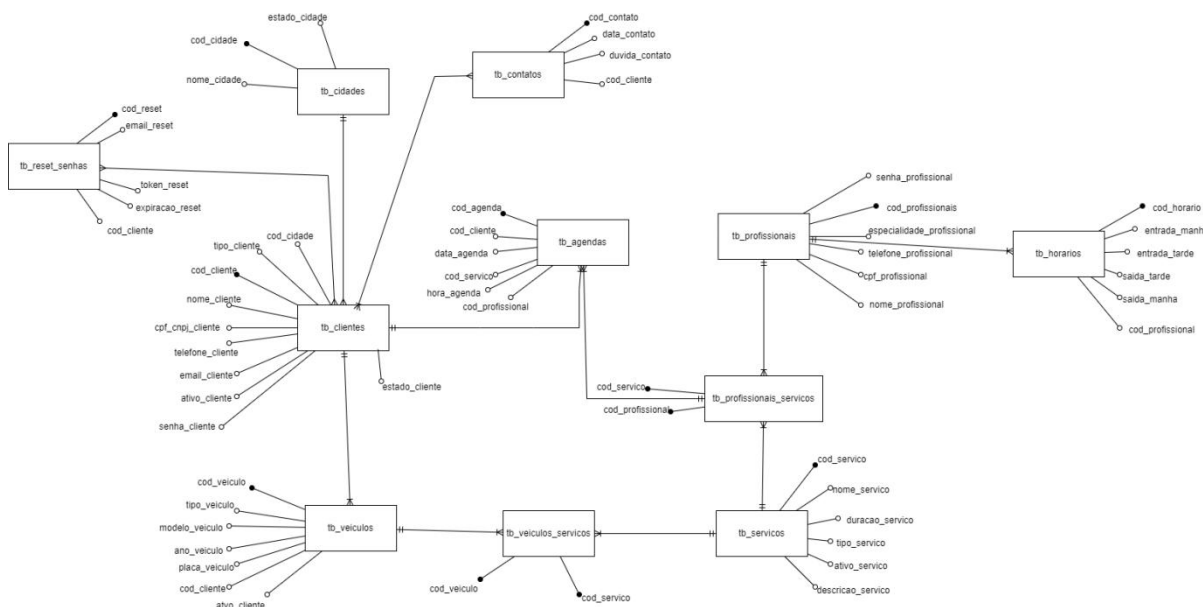 estado_cidade
cod_cidade
nome_cidade
tb_cidades
cod_contato
data_contato
duvida_contato
cod_cliente
tb_contatos
cod_reset
email_reset
tb_reset_senhas
token_reset
expiracao_reset
cod_cliente
cod_cidade
tipo_cliente
cod_cliente
nome_cliente
cpf_cnpj_cliente
telefone_cliente
email_cliente
ativo_cliente
senha_cliente
tb_clientes
estado_cliente
cod_agenda
cod_cliente
data_agenda
cod_servico
hora_agenda
cod_profissional
tb_agendas
senha_profissional
cod_profissionais
especialidade_profissional
telefone_profissional
cpf_profissional
nome_profissional
tb_profissionais
cod_horario
entrada_manh
entrada_tarde
saida_tarde
saida_manha
cod_profissional
tb_horarios
cod_servico
cod_profissional
tb_profissionais_servicos
cod_veiculo
tipo_veiculo
modelo_veiculo
ano_veiculo
placa_veiculo
cod_cliente
atvo_cliente
tb_veiculos
tb_veiculos_servicos
cod_veiculo
cod_servico
cod_servico
nome_servico
duracao_servico
tipo_servico
ativo_servico
descricao_servico
tb_servicos